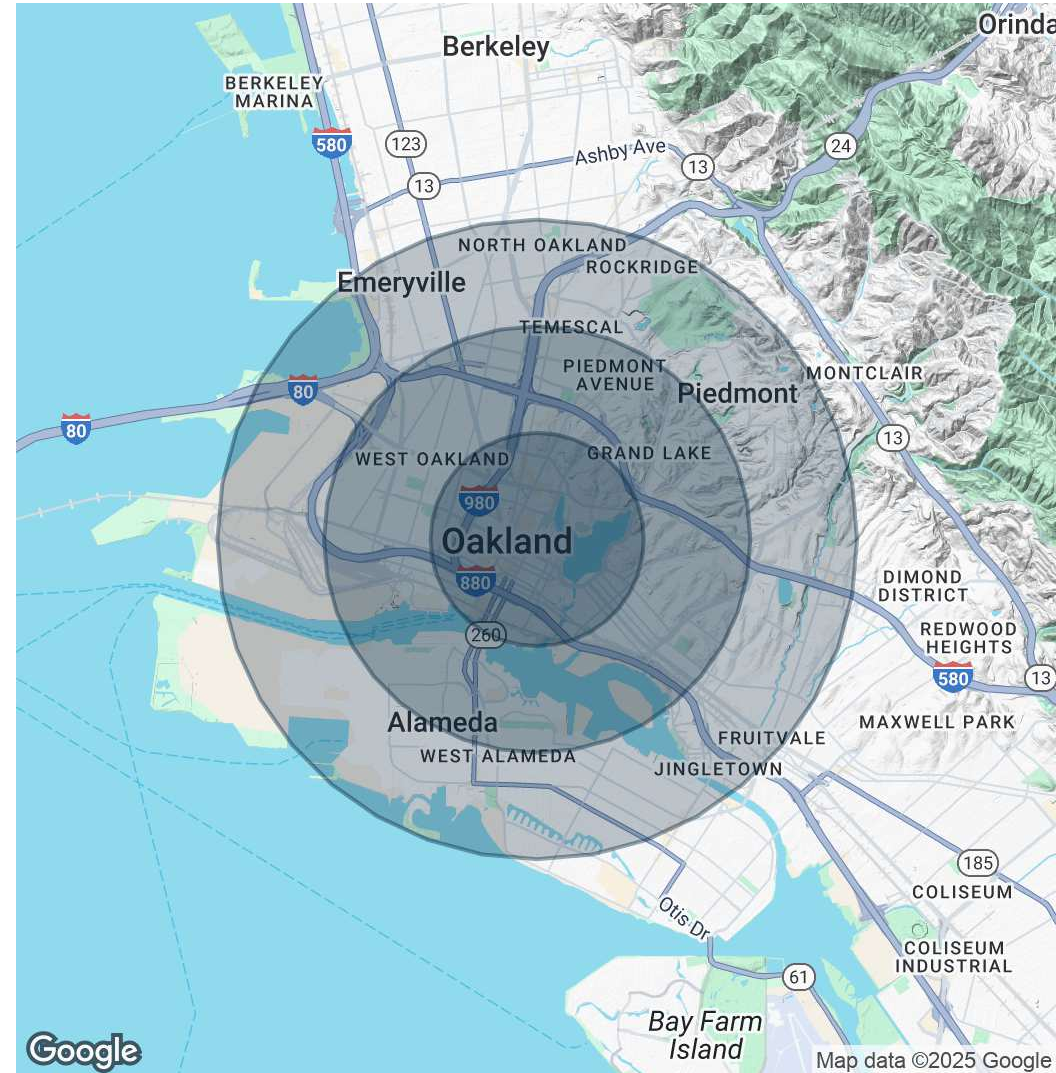 Orinda
Berkeley
BERKELEY
MARINA
580
123
24
Ashby Ave
13
13
NORTH OAKLAND
ROCKRIDGE
Emeryville
TEMESCAL
PIEDMONT
AVENUE
MONTCLAIR
Piedmont
80
80
13
GRAND LAKE
WEST OAKLAND
980
Oakland
880
DIMOND
DISTRICT
260
REDWOOD
HEIGHTS
580
13
Alameda
MAXWELL PARK
FRUITVALE
WEST ALAMEDA
JINGLETOWN
185
COLISEUM
Otis Dr
COLISEUM
INDUSTRIAL
61
Bay Farm
Island
Google
Map data ©2025 Google